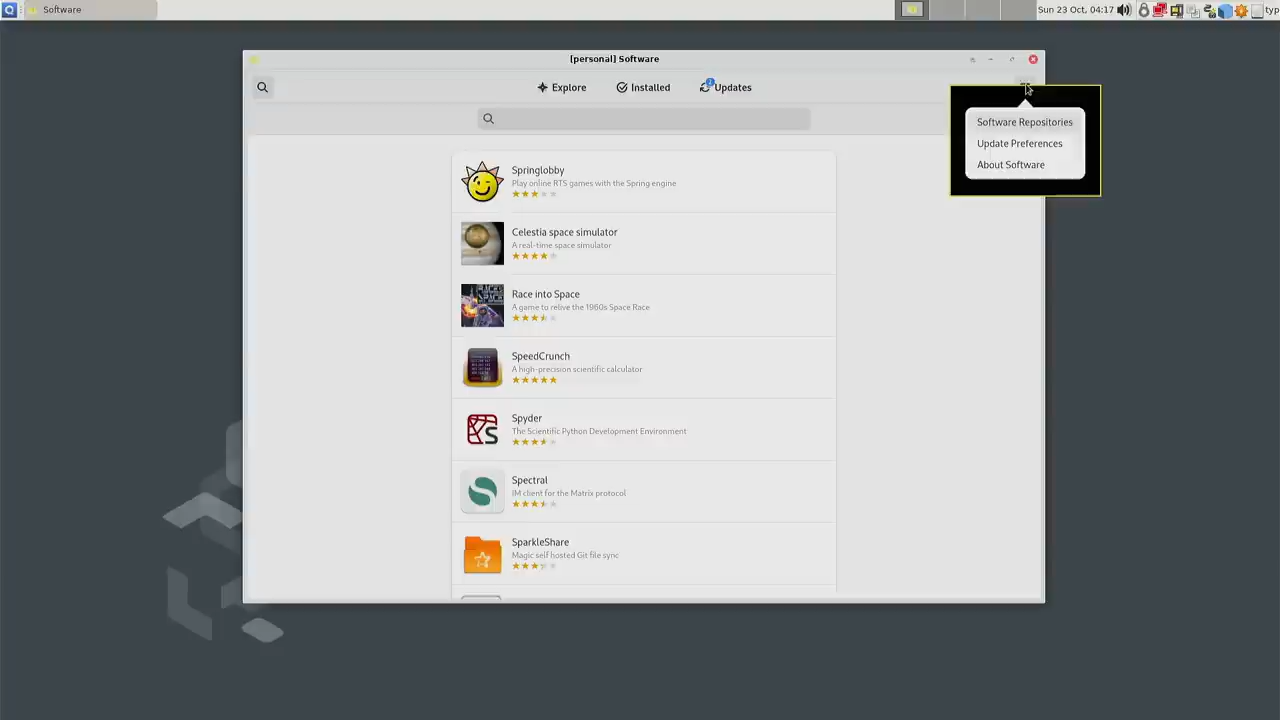 Software
Sun 23 Oct, 04:17
typ
[personal] Software
Explore
Installed
2
Updates
Software Repositories
Update Preferences
About Software
Springlobby
Play online RTS games with the Spring engine
Celestia space simulator
A real-time space simulator
Race into Space
A game to relive the 1960s Space Race
SpeedCrunch
A high-precision scientific calculator
Spyder
The Scientific Python Development Environment
Spectral
IM client for the Matrix protocol
SparkleShare
Magic self hosted Git file sync